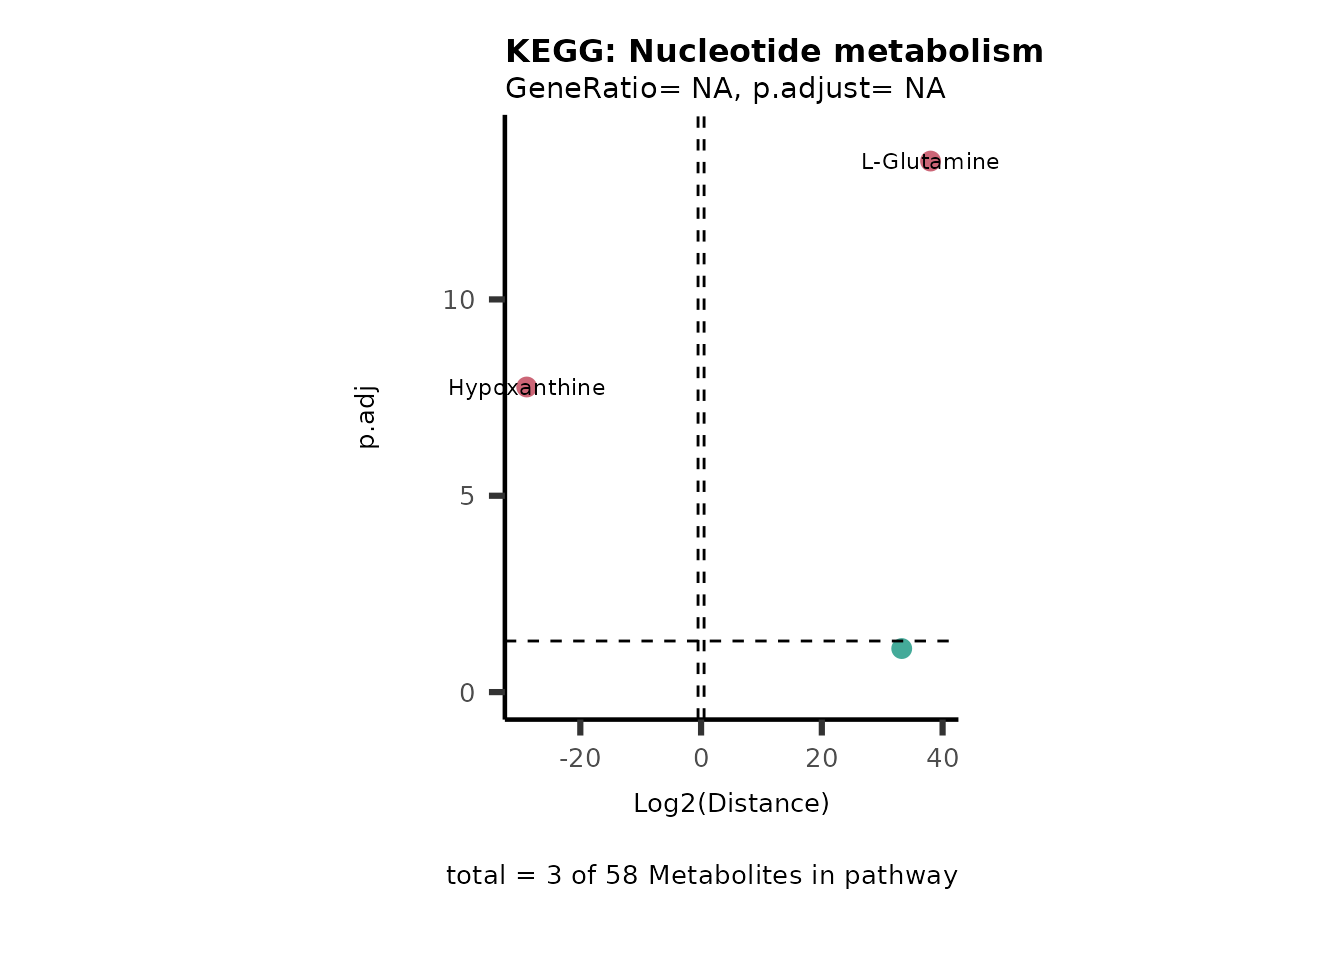 KEGG: Nucleotide metabolism
GeneRatio= NA, p.adjust= NA
L-Glutamine
10
Hypoxanthine
p.adj
5
0
-20 0 20 40
Log2(Distance)
total = 3 of 58 Metabolites in pathway